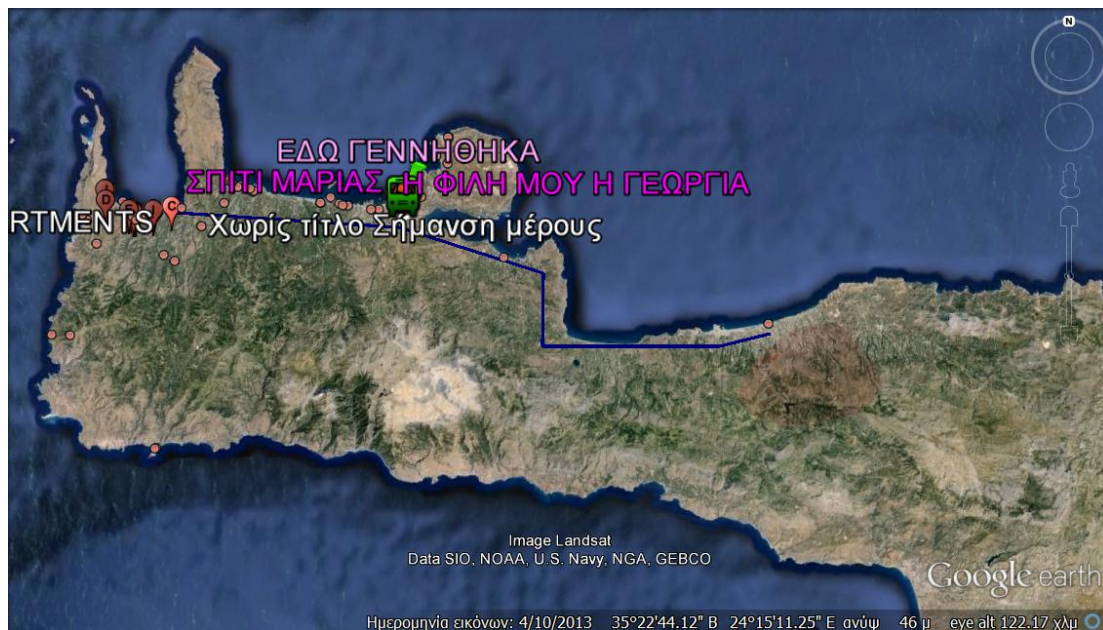 N
ΕΔΩ ΓΕΝΝΗΘΗΚΑ
ΣΠΙΤΙ ΜΑΡΙΑΣ Η ΦΙΛΗ ΜΟΥ Η ΓΕΩΡΓΙΑ
D
C
RTMENTS
Χωρίς τίτλο Σήμανση μέρους
Image Landsat
Data SIO, NOAA, U.S. Navy, NGA, GEBCO
Google earth
Ημερομηνία εικόνων: 4/10/2013 35°22'44.12" Β 24°15'11.25" Ε ανύψ 46 μ eye alt 122.17 χλμ